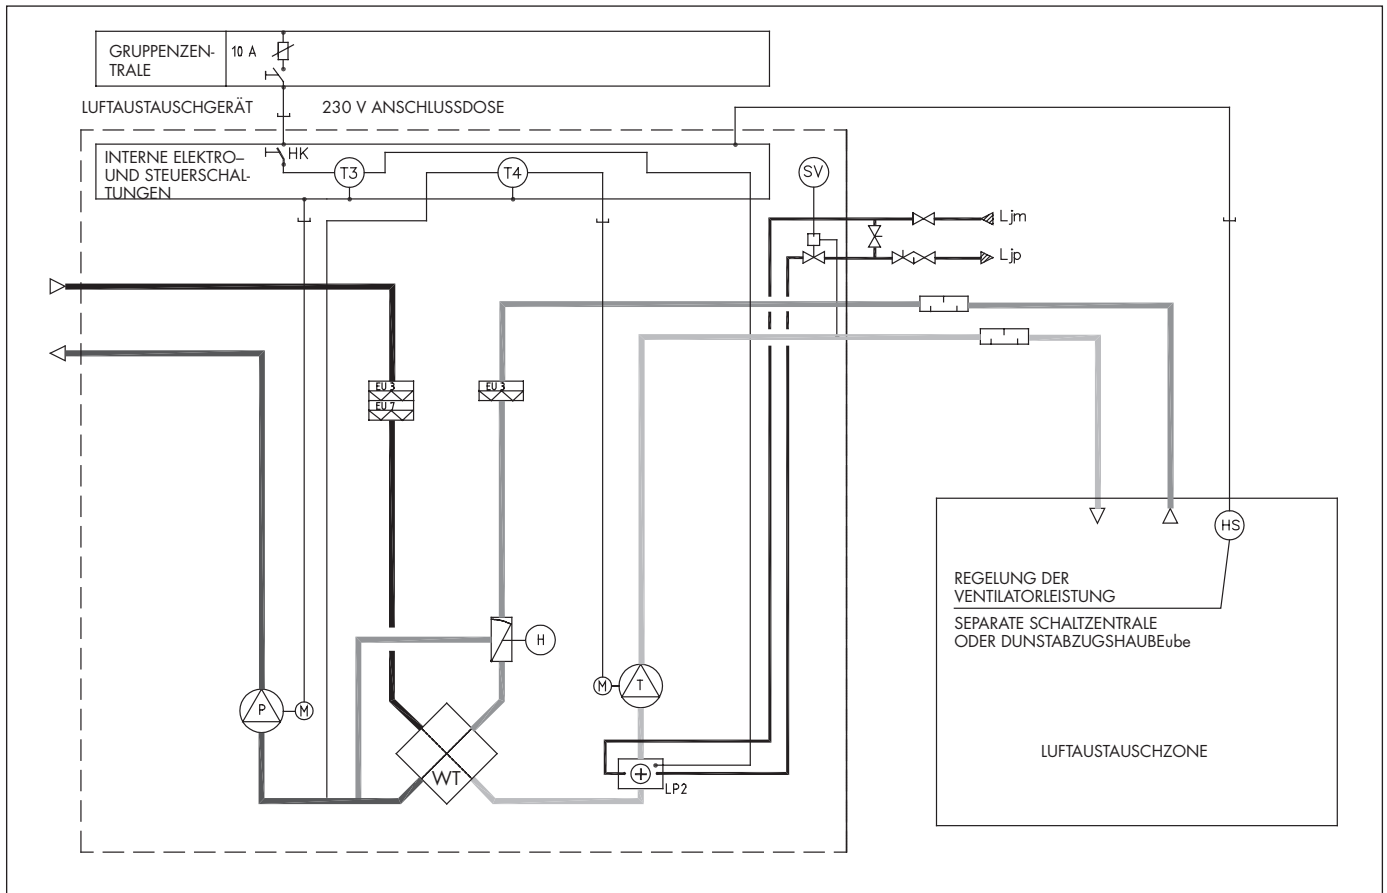 GRUPPENZEN-
TRALE
10 A
LUFTAUSTAUSCHGERÄT
230 V ANSCHLUSSDOSE
INTERNE ELEKTRO–
UND STEUERSCHAL-
TUNGEN
HK
T3
T4
SV
Ljm
Ljp
EU 3
EU 7
EU 3
HS
REGELUNG DER
VENTILATORLEISTUNG
SEPARATE SCHALTZENTRALE
ODER DUNSTABZUGSHAUBEube
H
P
M
M
T
WT
LP2
LUFTAUSTAUSCHZONE